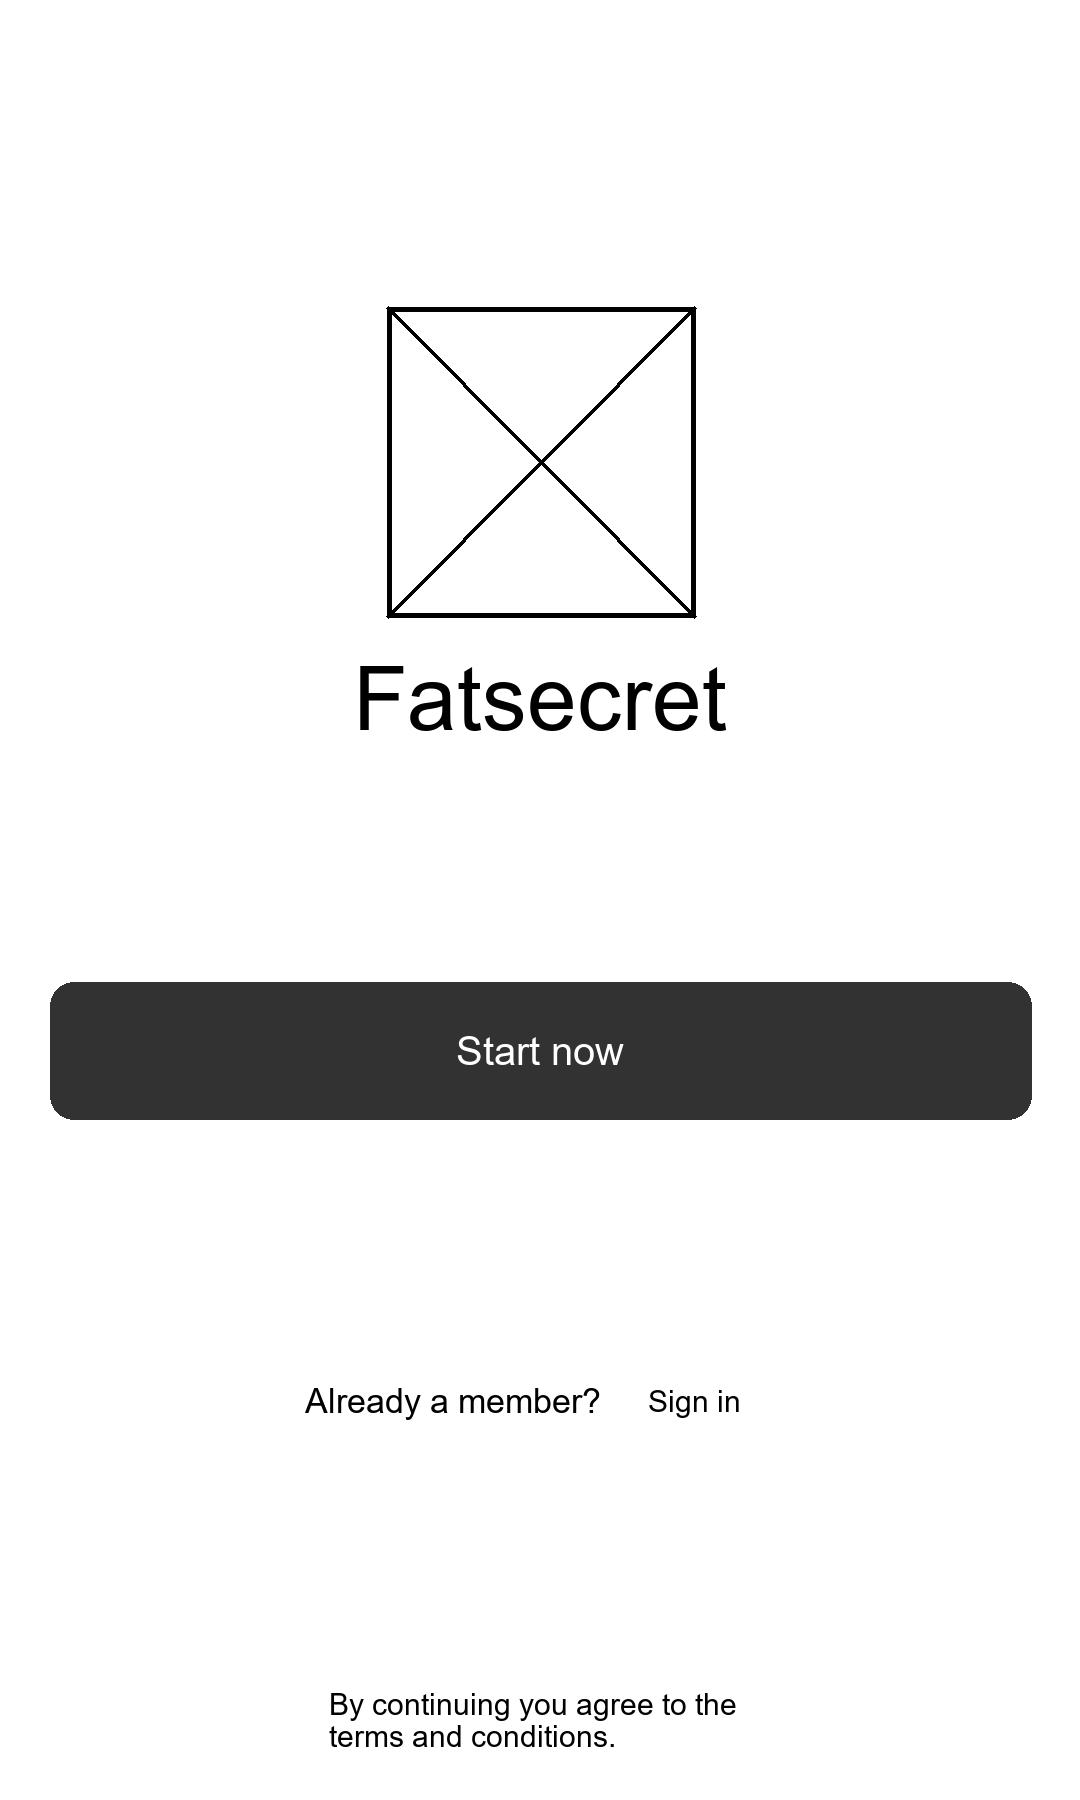 Fatsecret
Start now
Already a member? Sign in
By continuing you agree to the
terms and conditions.